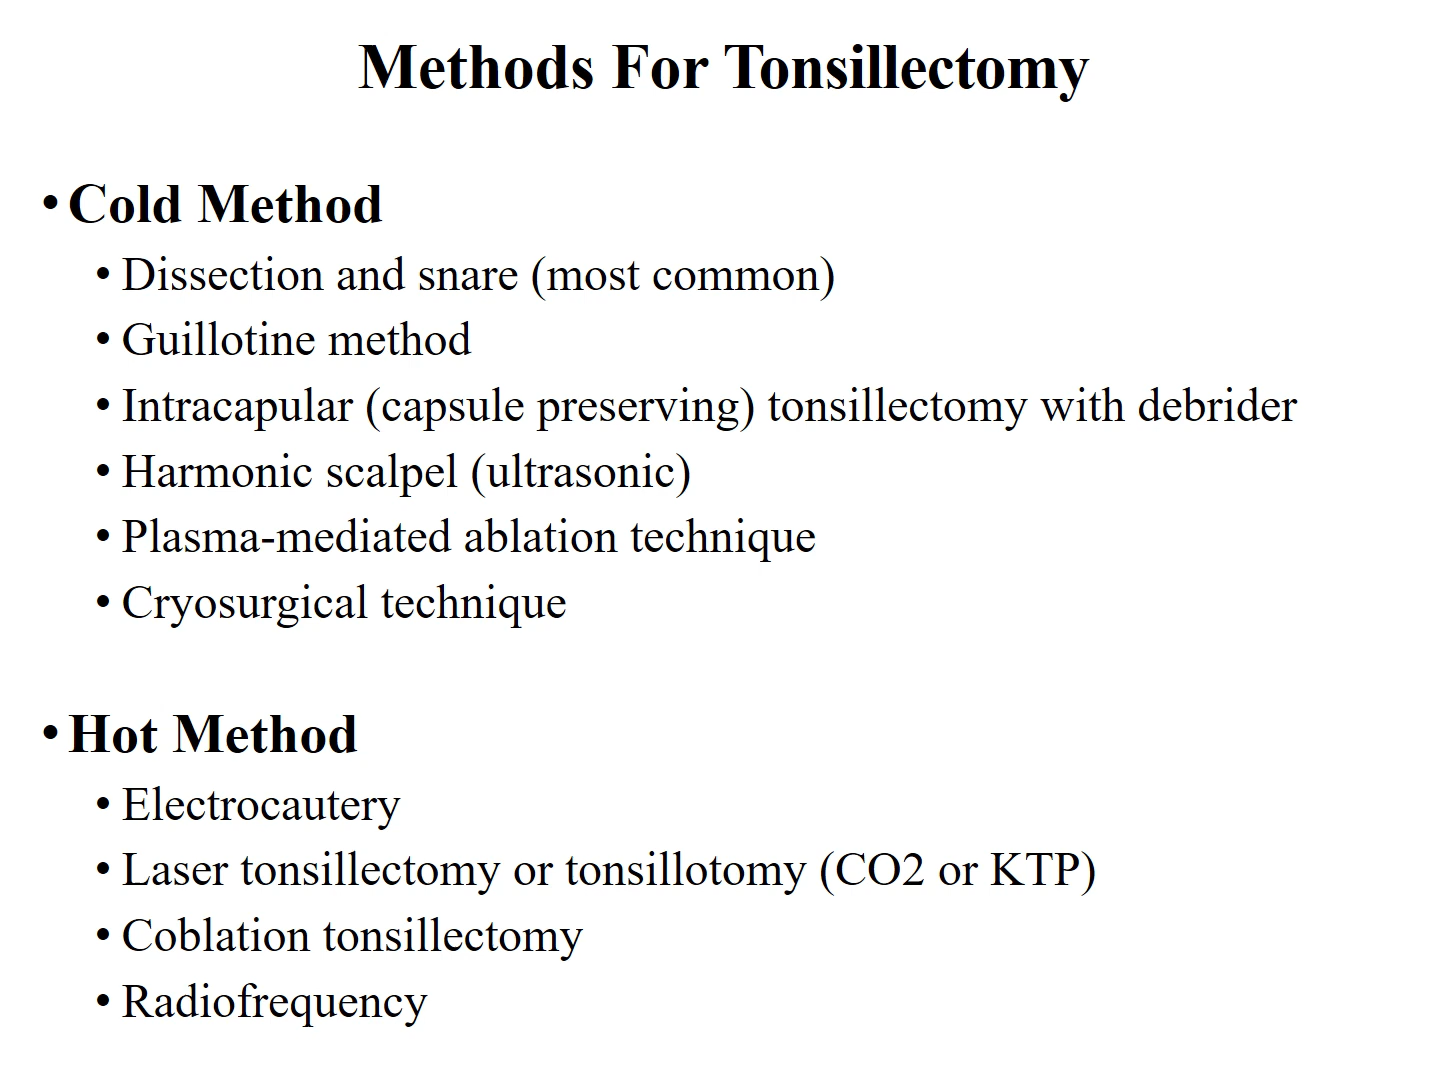 Methods For Tonsillectomy
• Cold Method
• Dissection and snare (most common)
• Guillotine method
• Intracapular (capsule preserving) tonsillectomy with debrider
• Harmonic scalpel (ultrasonic)
• Plasma-mediated ablation technique
• Cryosurgical technique
• Hot Method
• Electrocautery
• Laser tonsillectomy or tonsillotomy (CO2 or KTP)
• Coblation tonsillectomy
• Radiofrequency